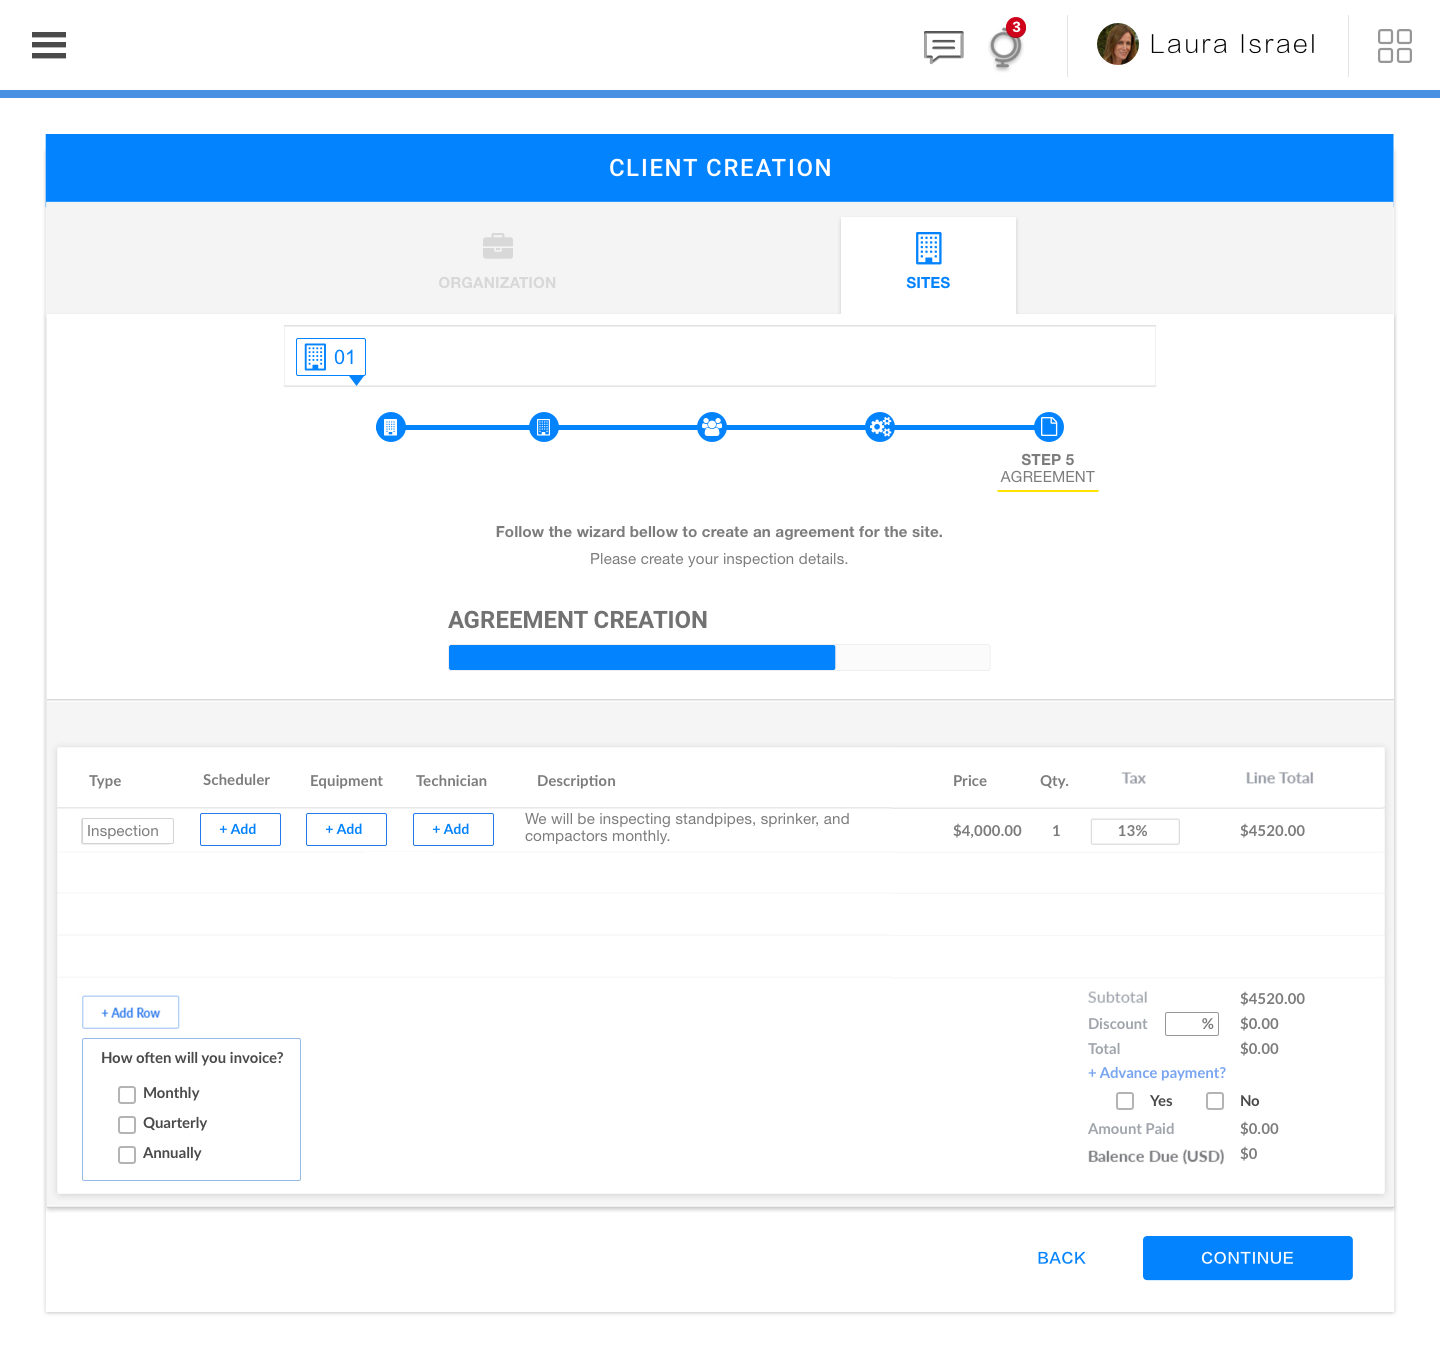 3
Laura Israel
CLIENT CREATION
ORGANIZATION
SITES
01
STEP 5
AGREEMENT
Follow the wizard bellow to create an agreement for the site.
Please create your inspection details.
AGREEMENT CREATION
Type Scheduler Equipment Technician Description Price Qty. Tax Line Total
Inspection + Add + Add + Add We will be inspecting standpipes, sprinker, and
compactors monthly.
$4,000.00 1 13% $4520.00
+ Add Row
How often will you invoice?
Monthly
Quarterly
Annually
Subtotal $4520.00
Discount % $0.00
Total $0.00
+ Advance payment?
Yes No
Amount Paid $0.00
Balence Due (USD) $0
BACK CONTINUE